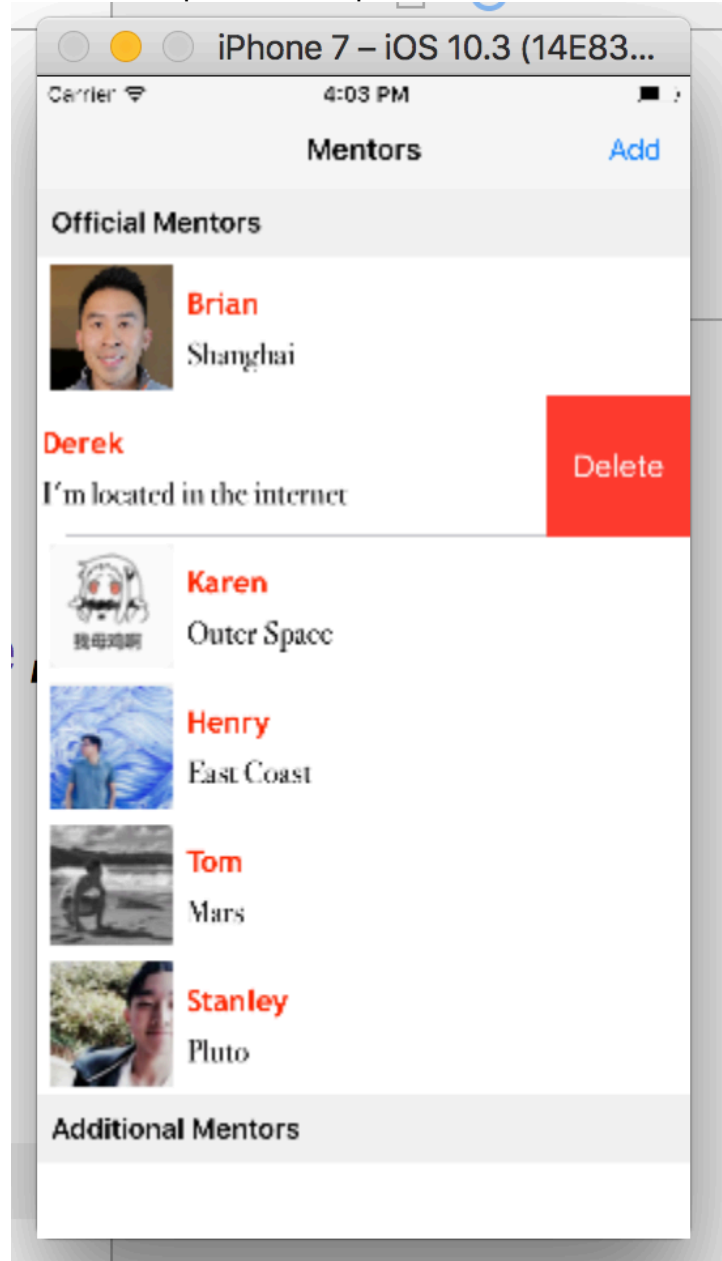 iPhone 7 – iOS 10.3 (14E83...
Carrier 4:03 PM
Mentors Add
Official Mentors
Brian
Shanghai
Derek
I'm located in the internet
Delete
Karen
Outer Space
我母鸡啊
Henry
East Coast
Tom
Mars
Stanley
Pluto
Additional Mentors